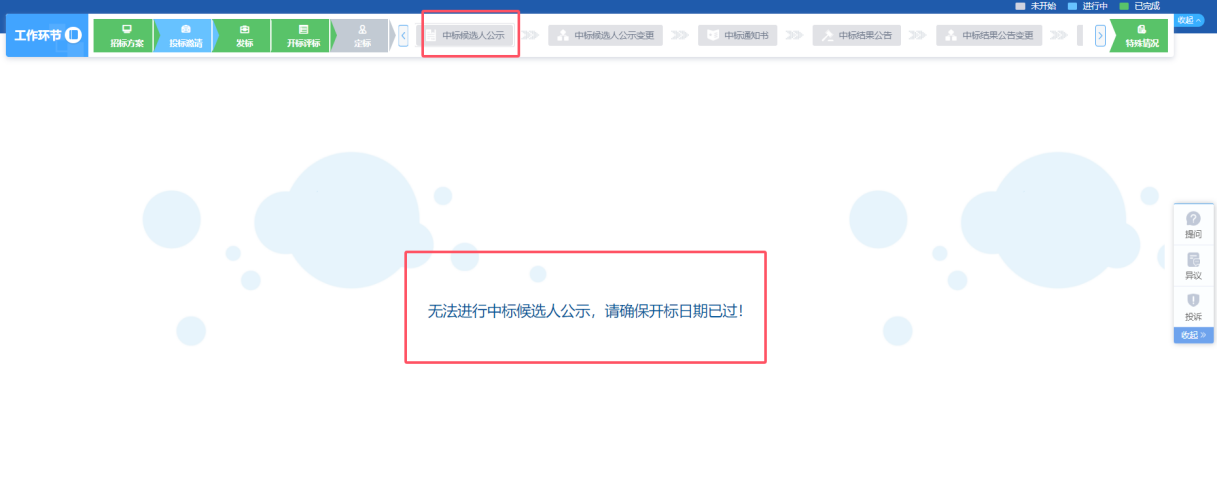 未开始 进行中 已完成
收起
工作环节
招标方案 投标邀请 发标 开标评标 定标 中标候选人公示 中标候选人公示变更 中标通知书 中标结果公告 中标结果公告变更 特殊情况
无法进行中标候选人公示，请确保开标日期已过！
提问
异议
投诉
收起